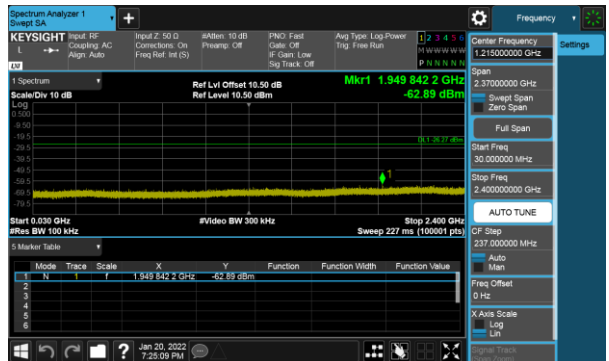 Spectrum Analyzer 1
Swept SA
+
Frequency
KEYSIGHT Input: RF Input Z: 50 Ω #Atten: 10 dB PNO: Fast Avg Type: Log-Power 1 2 3 4 5 6
Coupling: AC Corrections: On Preamp: Off Gate: Off Trig: Free Run M W W W W W
Align: Auto Freq Ref: Int (S) IF Gain: Low P N N N N N
Sig Track: Off
LXI
Center Frequency
1.215000000 GHz
Settings
Span
2.37000000 GHz
Swept Span
Zero Span
Full Span
Start Freq
30.000000 MHz
Stop Freq
2.400000000 GHz
AUTO TUNE
CF Step
237.000000 MHz
Auto
Man
Freq Offset
0 Hz
X Axis Scale
Log
Lin
Signal Track
1 Spectrum
Scale/Div 10 dB
Ref Lvl Offset 10.50 dB
Ref Level 10.50 dBm
Mkr1 1.949 842 2 GHz
-62.89 dBm
Log
0.500
-9.50
-19.5
-29.5
-39.5
-49.5
-59.5
-69.5
-79.5
DL1 -26.27 dBm
1
Start 0.030 GHz #Video BW 300 kHz Stop 2.400 GHz
#Res BW 100 kHz Sweep 227 ms (100001 pts)
5 Marker Table
Mode Trace Scale X Y Function Function Width Function Value
1 N 1 f 1.949 842 2 GHz -62.89 dBm
2
3
4
5
6
?
Jan 20, 2022
7:25:09 PM